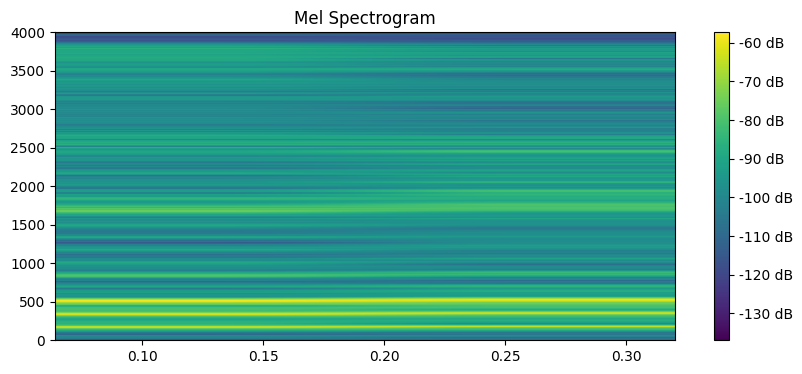 Mel Spectrogram
4000
3500
3000
2500
2000
1500
1000
500
0
0.10
0.15
0.20
0.25
0.30
-60 dB
-70 dB
-80 dB
-90 dB
-100 dB
-110 dB
-120 dB
-130 dB